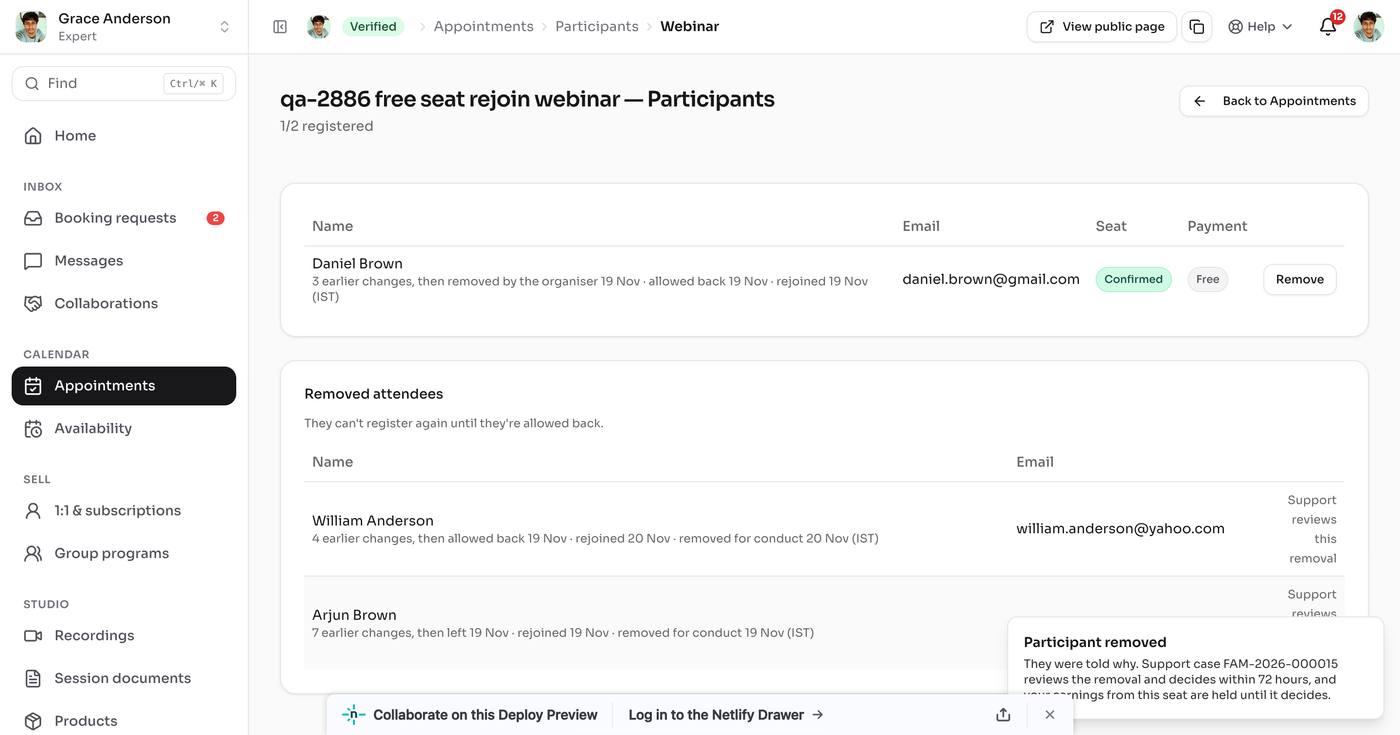 Grace Anderson
Expert
Verified
Appointments
Participants
Webinar
View public page
Help
12
Find
Ctrl/⌘ K
Home
INBOX
Booking requests
2
Messages
Collaborations
CALENDAR
Appointments
Availability
SELL
1:1 & subscriptions
Group programs
STUDIO
Recordings
Session documents
Products
qa-2886 free seat rejoin webinar — Participants
1/2 registered
Back to Appointments
Name
Email
Seat
Payment
Daniel Brown
3 earlier changes, then removed by the organiser 19 Nov · allowed back 19 Nov · rejoined 19 Nov
(IST)
daniel.brown@gmail.com
Confirmed
Free
Remove
Removed attendees
They can't register again until they're allowed back.
Name
Email
William Anderson
4 earlier changes, then allowed back 19 Nov · rejoined 20 Nov · removed for conduct 20 Nov (IST)
william.anderson@yahoo.com
Support
reviews
this
removal
Arjun Brown
7 earlier changes, then left 19 Nov · rejoined 19 Nov · removed for conduct 19 Nov (IST)
Support
reviews
Participant removed
They were told why. Support case FAM-2026-000015
reviews the removal and decides within 72 hours, and
your earnings from this seat are held until it decides.
Collaborate on this Deploy Preview
Log in to the Netlify Drawer